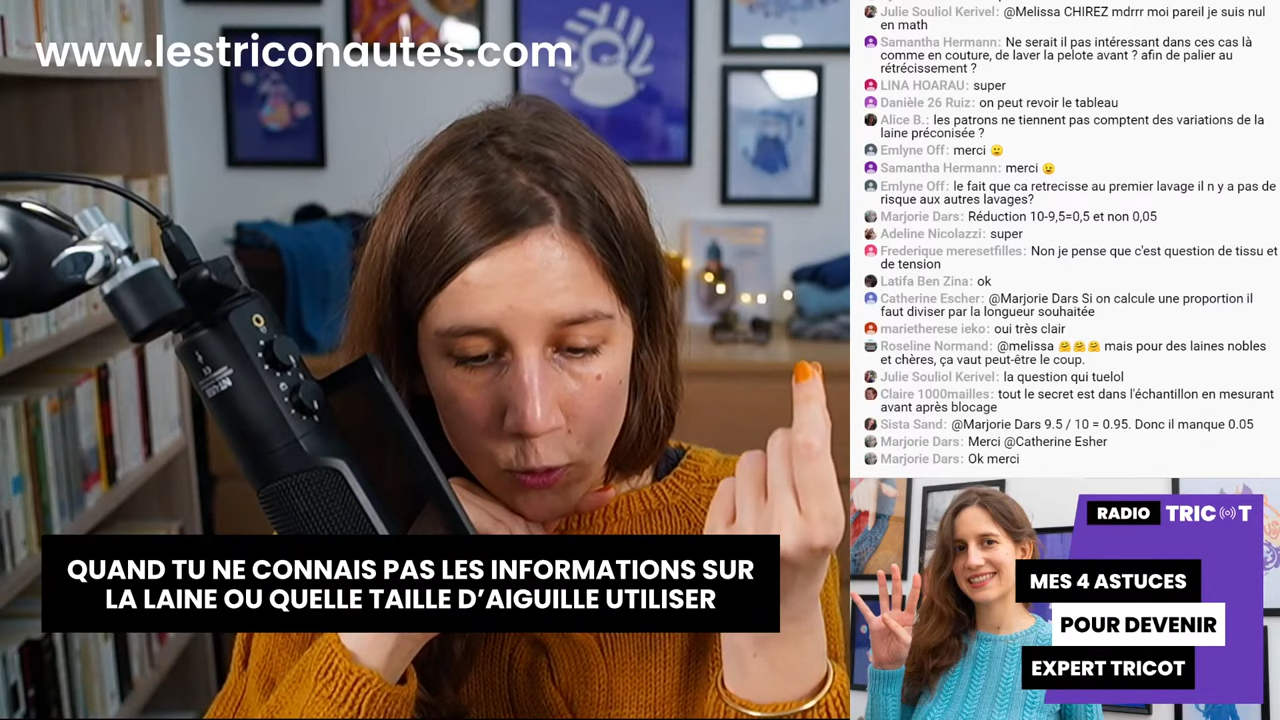 www.lestriconautes.com
QUAND TU NE CONNAIS PAS LES INFORMATIONS SUR
LA LAINE OU QUELLE TAILLE D'AIGUILLE UTILISER
Julie Souliol Kerivel: @Melissa CHIREZ mdrrr moi pareil je suis nul
en math
Samantha Hermann: Ne serait il pas intéressant dans ces cas là
comme en couture, de laver la pelote avant ? afin de palier au
rétrécissement ?
LINA HOARAU: super
Danièle 26 Ruiz: on peut revoir le tableau
Alice B.: les patrons ne tiennent pas comptent des variations de la
laine préconisée ?
Emlyne Off: merci 🙂
Samantha Hermann: merci 😉
Emlyne Off: le fait que ca retrecisse au premier lavage il n y a pas de
risque aux autres lavages?
Marjorie Dars: Réduction 10-9,5=0,5 et non 0,05
Adeline Nicolazzi: super
Frederique meresetfilles: Non je pense que c'est question de tissu et
de tension
Latifa Ben Zina: ok
Catherine Escher: @Marjorie Dars Si on calcule une proportion il
faut diviser par la longueur souhaitée
marietherese ieko: oui très clair
Roseline Normand: @melissa 🤗🤗🤗 mais pour des laines nobles
et chères, ça vaut peut-être le coup.
Julie Souliol Kerivel: la question qui tuelol
Claire 1000mailles: tout le secret est dans l'échantillon en mesurant
avant après blocage
Sista Sand: @Marjorie Dars 9.5 / 10 = 0.95. Donc il manque 0.05
Marjorie Dars: Merci @Catherine Esher
Marjorie Dars: Ok merci
RADIO TRICOT
MES 4 ASTUCES
POUR DEVENIR
EXPERT TRICOT